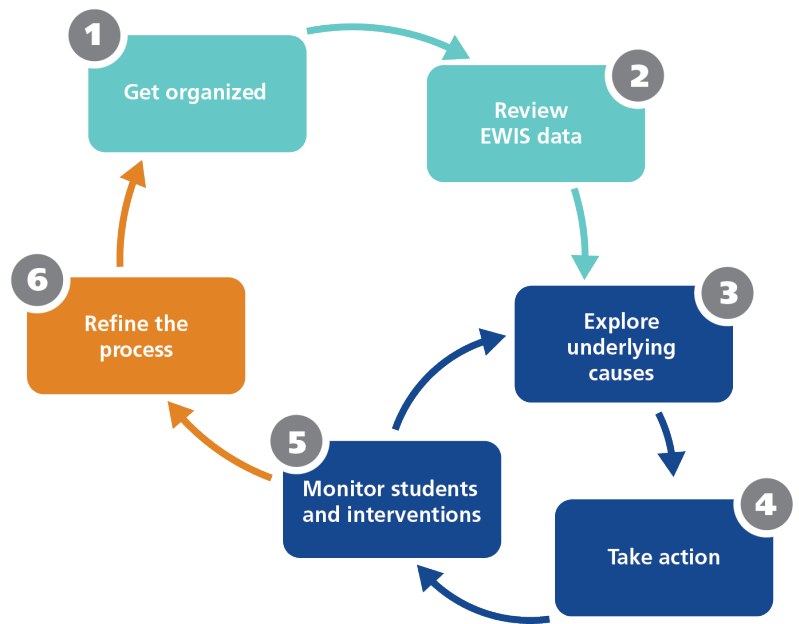 1
Get organized
2
Review
EWIS data
3
Explore
underlying
causes
4
Take action
5
Monitor students
and interventions
6
Refine the
process